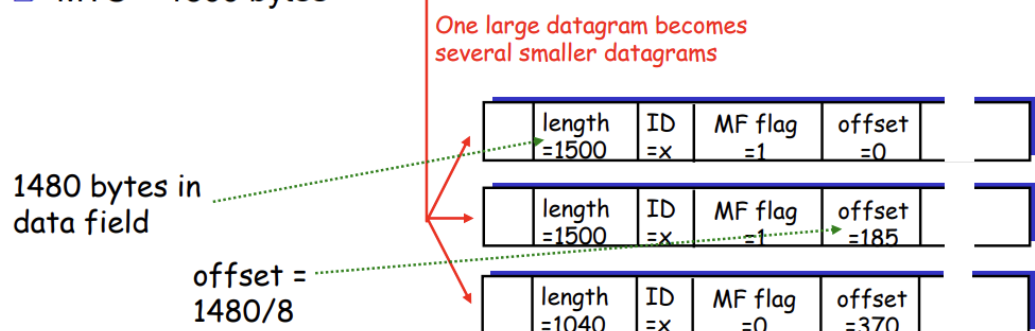 One large datagram becomes
several smaller datagrams
length ID MF flag offset
=1500 =x =1 =0
1480 bytes in
data field
length ID MF flag offset
=1500 =x =1 =185
offset =
1480/8
length ID MF flag offset
=1040 =x =0 =370